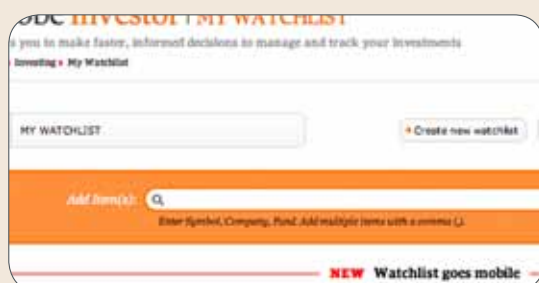 Investor | MY WATCHLIST
s you to make faster, informed decisions to manage and track your investments
Investing • My Watchlist
MY WATCHLIST
Create new watchlist
Add Item(s):
Enter Symbol, Company, Fund. Add multiple items with a comma (,).
NEW Watchlist goes mobile